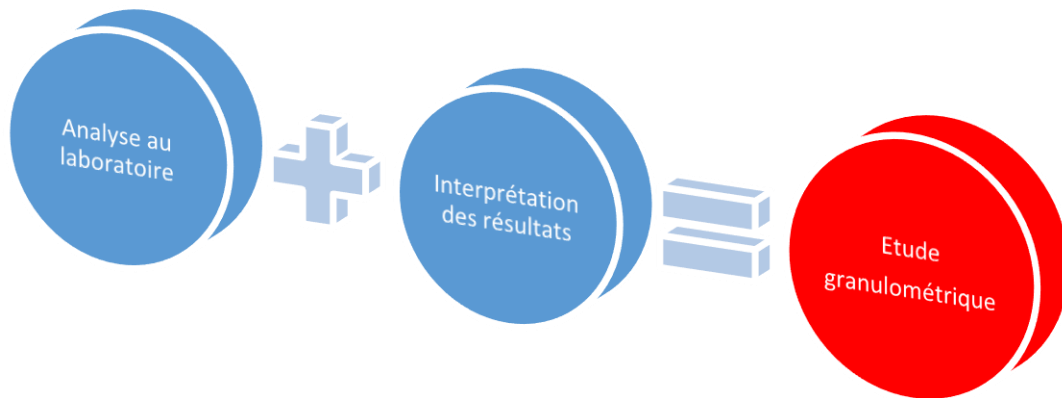 Analyse au
laboratoire
Interprétation
des résultats
Etude
granulométrique